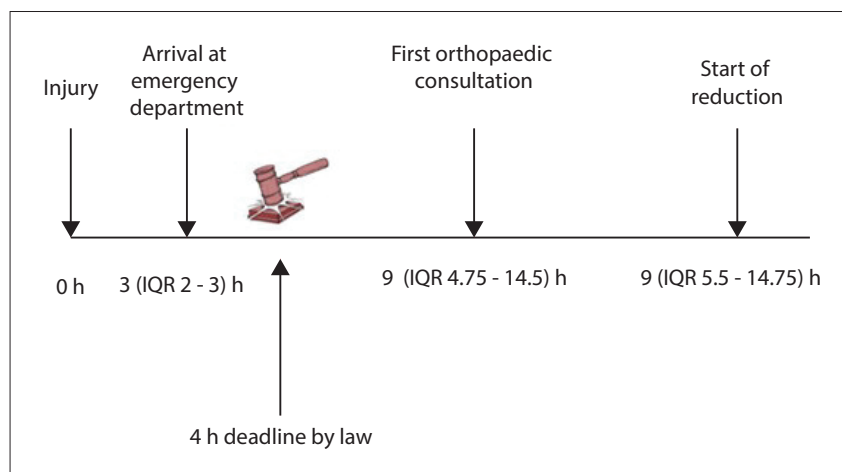 Injury
Arrival at
emergency
department
First orthopaedic
consultation
Start of
reduction
0 h
3 (IQR 2 - 3) h
9 (IQR 4.75 - 14.5) h
9 (IQR 5.5 - 14.75) h
4 h deadline by law